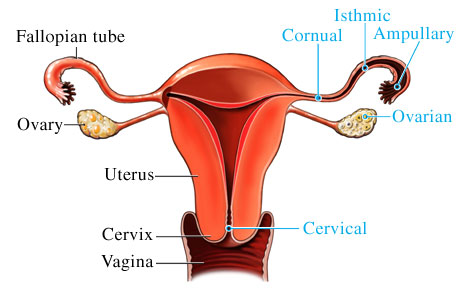 Isthmic
Fallopian tube
Cornual
Ampullary
Ovary
Ovarian
Uterus
Cervical
Cervix
Vagina